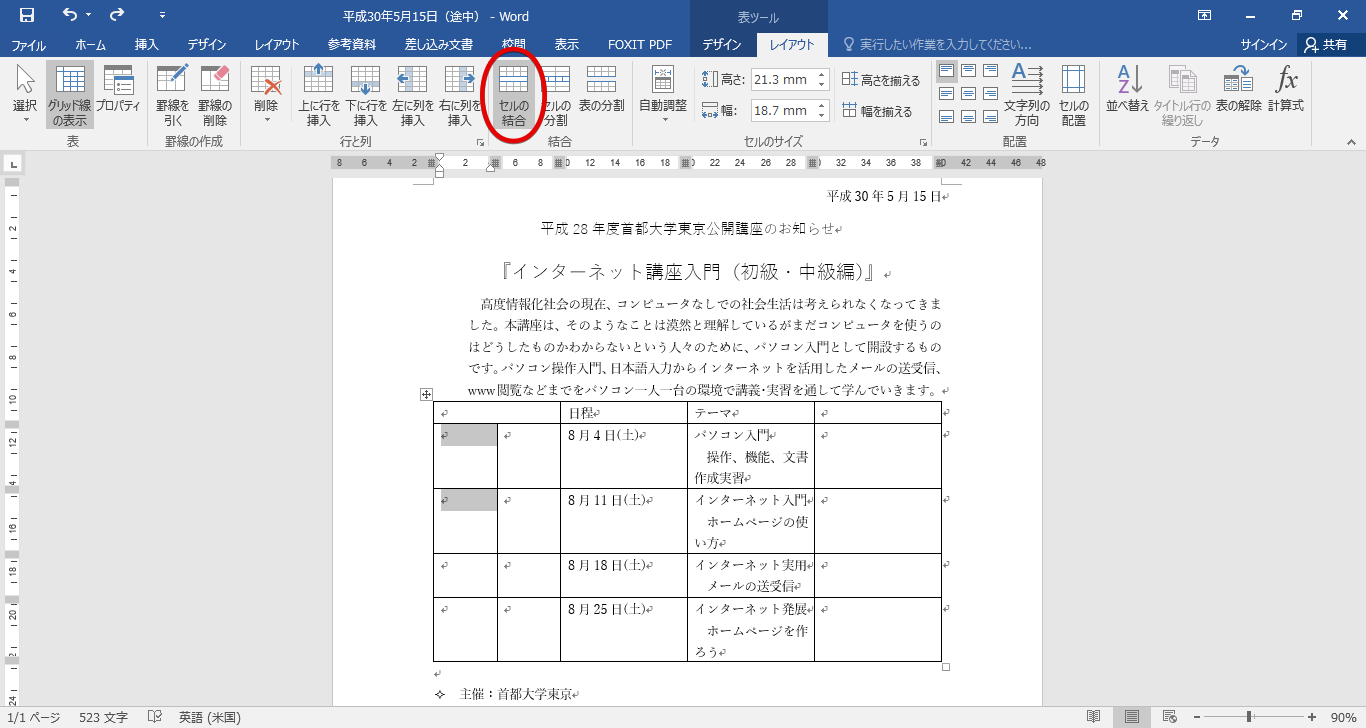 平成30年5月15日（途中） - Word
表ツール
ファイル ホーム 挿入 デザイン レイアウト 参考資料 差し込み文書 校閲 表示 FOXIT PDF デザイン レイアウト 実行したい作業を入力してください... サインイン 共有
選択
グリッド線の表示
プロパティ
表
罫線を引く
罫線の削除
罫線の作成
削除
上に行を挿入
下に行を挿入
左に列を挿入
右に列を挿入
行と列
セルの結合
セルの分割
表の分割
結合
自動調整
高さ: 21.3 mm
幅: 18.7 mm
高さを揃える
幅を揃える
セルのサイズ
文字列の方向
セルの配置
配置
並べ替え
タイトル行の繰り返し
表の解除
計算式
データ
8 6 4 2 2 6 8 10 12 14 16 18 20 22 24 26 28 30 32 34 36 38 40 42 44 46 48
平成 30 年 5 月 15 日
平成 28 年度首都大学東京公開講座のお知らせ
『インターネット講座入門（初級・中級編）』
高度情報化社会の現在、コンピュータなしでの社会生活は考えられなくなってきま
した。本講座は、そのようなことは漠然と理解しているがまだコンピュータを使うの
はどうしたものかわからないという人々のために、パソコン入門として開設するもの
です。パソコン操作入門、日本語入力からインターネットを活用したメールの送受信、
www 閲覧などまでをパソコン一人一台の環境で講義･実習を通して学んでいきます。
日程 テーマ
8 月 4 日(土) パソコン入門
操作、機能、文書
作成実習
8 月 11 日(土) インターネット入門
ホームページの使
い方
8 月 18 日(土) インターネット実用
メールの送受信
8 月 25 日(土) インターネット発展
ホームページを作
ろう
主催：首都大学東京
2
4
6
8
10
12
14
16
18
20
24
1/1 ページ 523 文字 英語 (米国) 90%